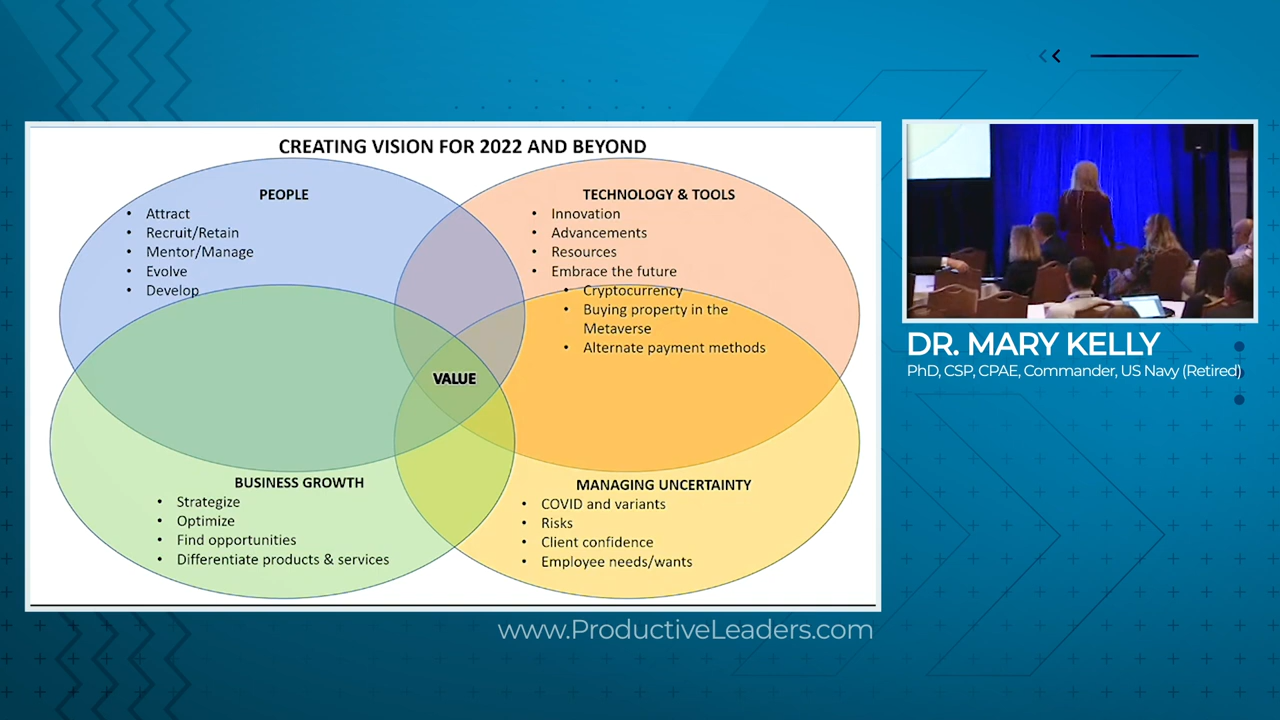 CREATING VISION FOR 2022 AND BEYOND
PEOPLE
• Attract
• Recruit/Retain
• Mentor/Manage
• Evolve
• Develop
TECHNOLOGY & TOOLS
• Innovation
• Advancements
• Resources
• Embrace the future
• Cryptocurrency
• Buying property in the
Metaverse
• Alternate payment methods
VALUE
BUSINESS GROWTH
• Strategize
• Optimize
• Find opportunities
• Differentiate products & services
MANAGING UNCERTAINTY
• COVID and variants
• Risks
• Client confidence
• Employee needs/wants
DR. MARY KELLY
PhD, CSP, CPAE, Commander, US Navy (Retired)
www.ProductiveLeaders.com